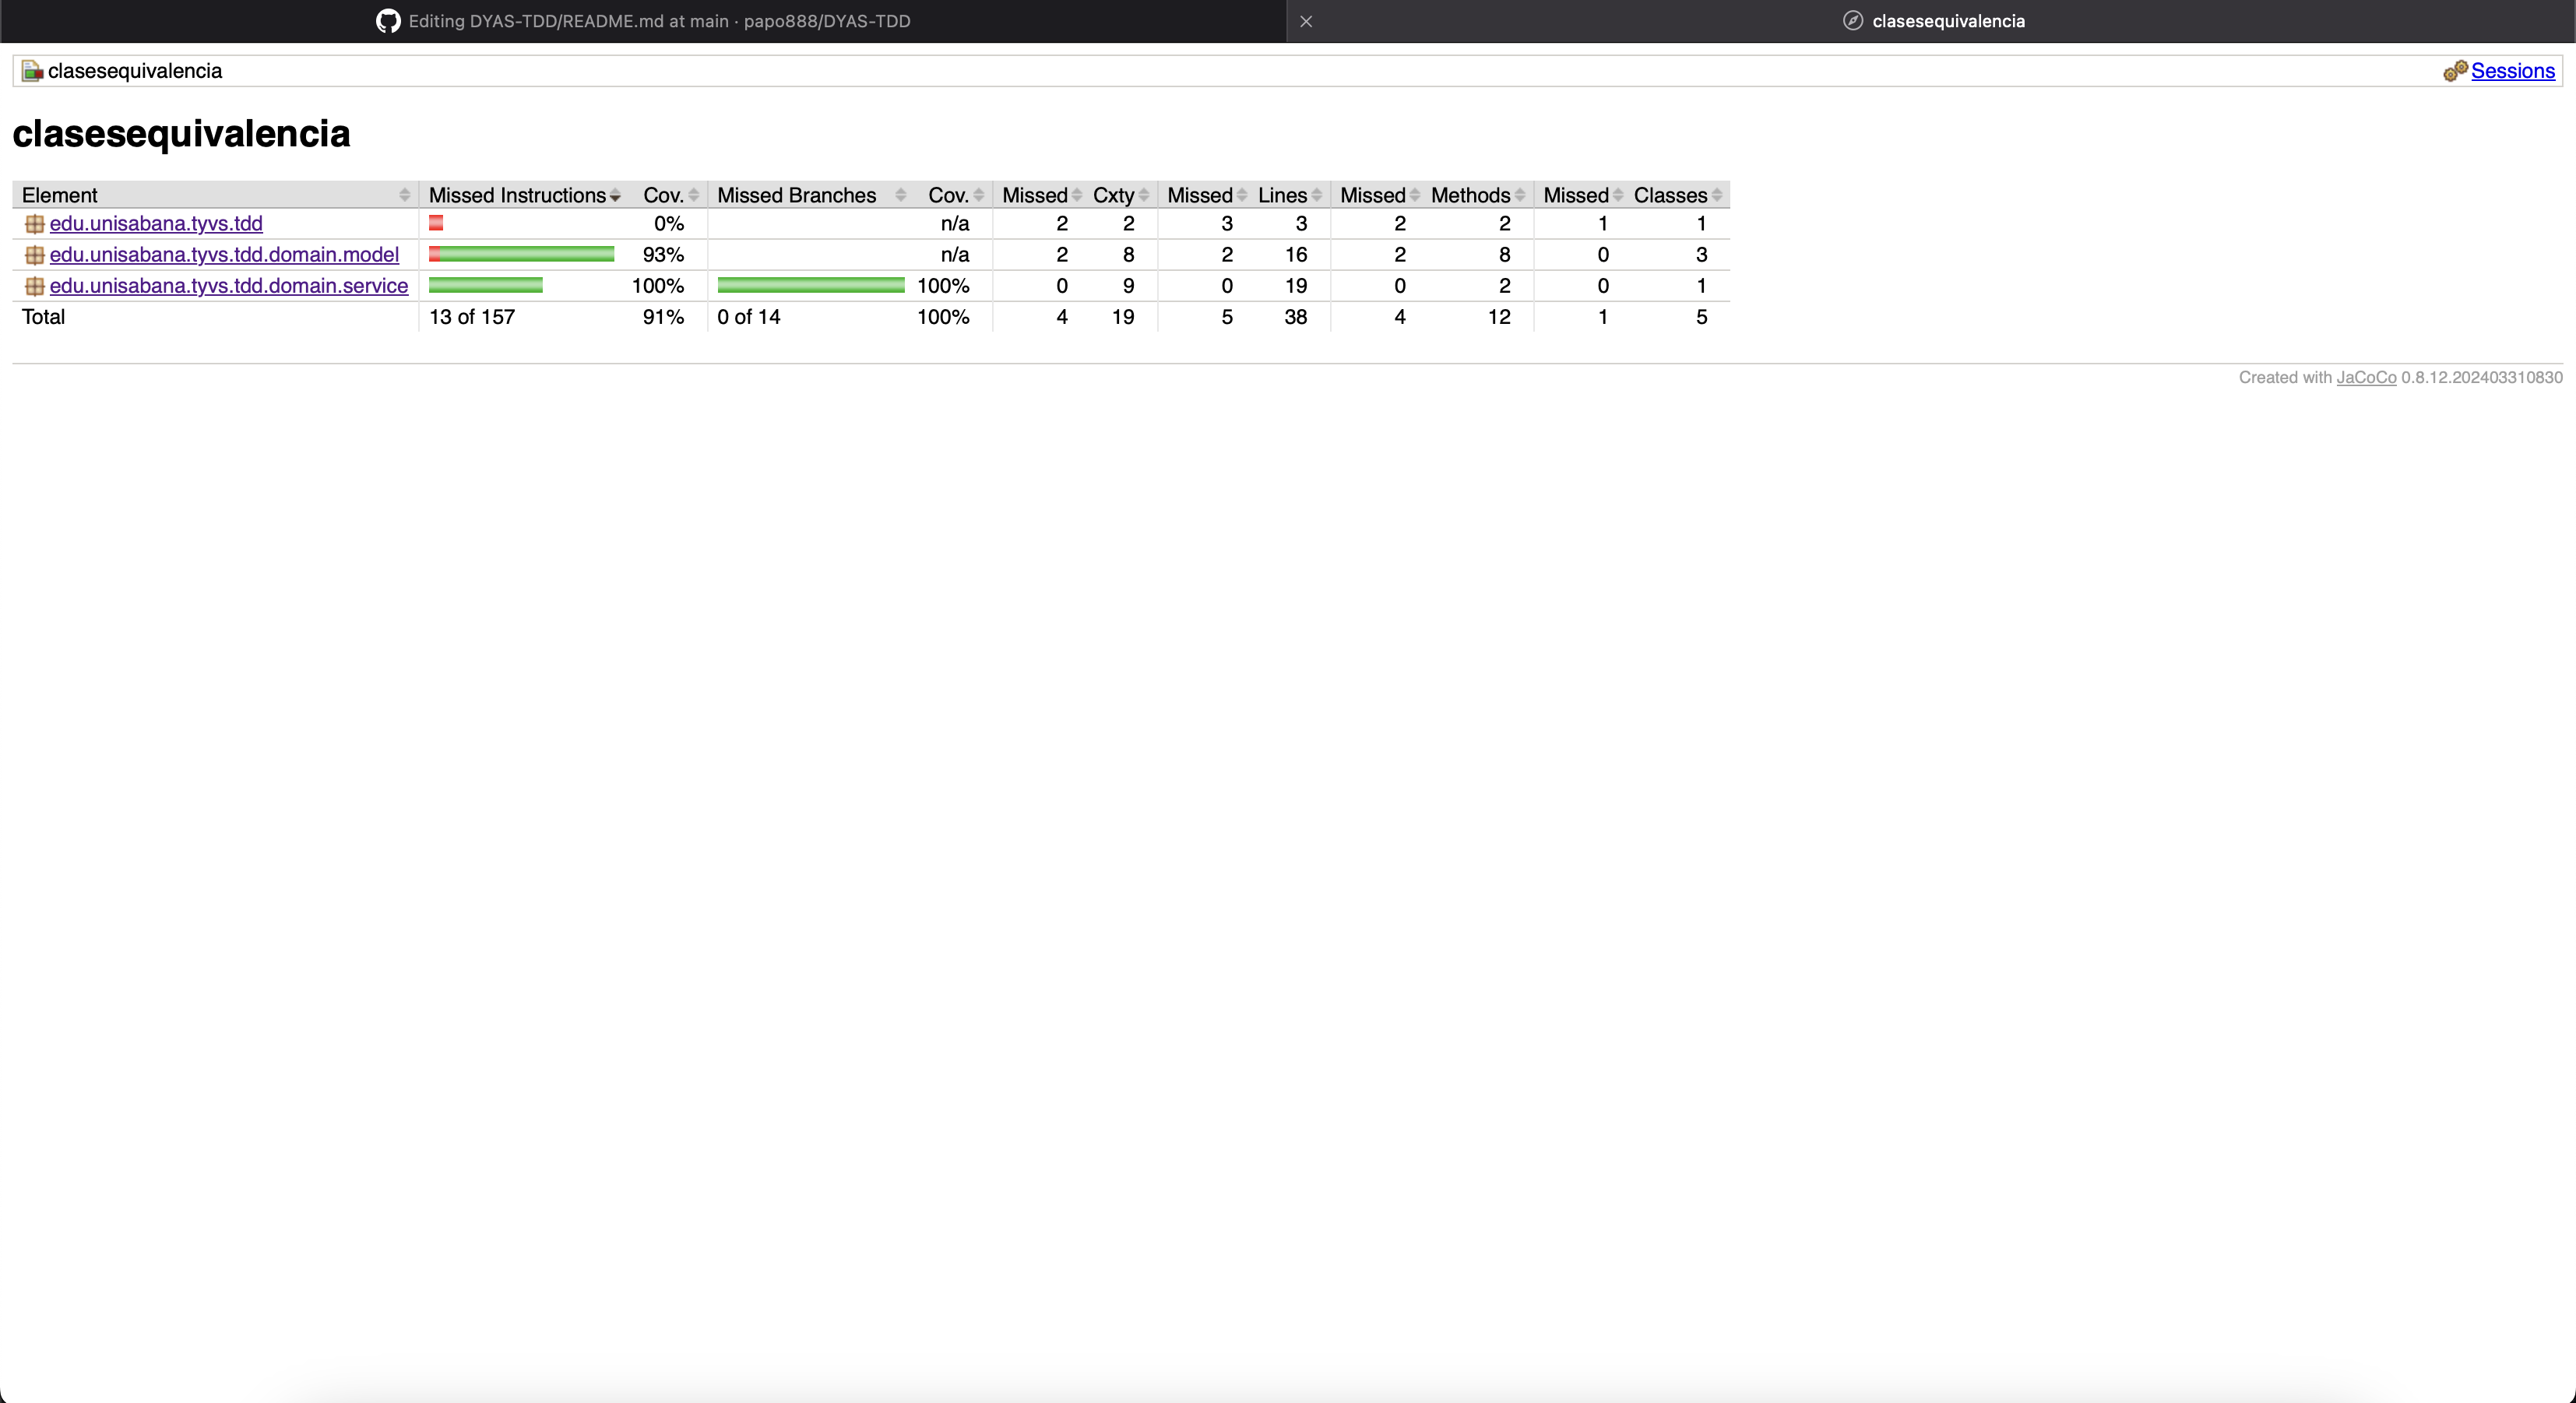 Editing DYAS-TDD/README.md at main · papo888/DYAS-TDD
clasesequivalencia
clasesequivalencia Sessions
clasesequivalencia
Element Missed Instructions Cov. Missed Branches Cov. Missed Cxty Missed Lines Missed Methods Missed Classes
edu.unisabana.tyvs.tdd 0% n/a 2 2 3 3 2 2 1 1
edu.unisabana.tyvs.tdd.domain.model 93% n/a 2 8 2 16 2 8 0 3
edu.unisabana.tyvs.tdd.domain.service 100% 100% 0 9 0 19 0 2 0 1
Total 13 of 157 91% 0 of 14 100% 4 19 5 38 4 12 1 5
Created with JaCoCo 0.8.12.202403310830